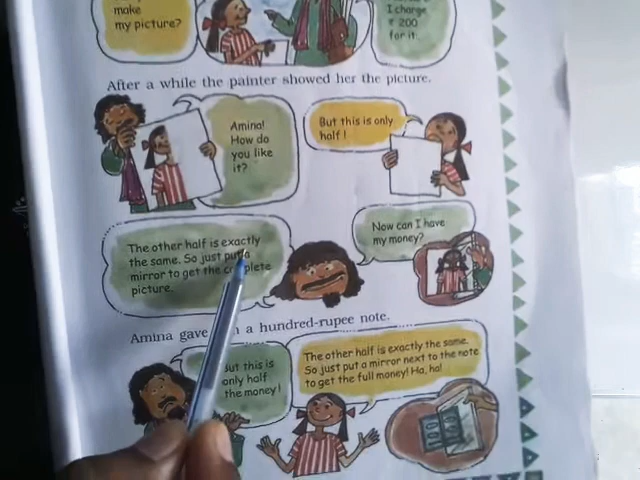 make
my picture?
I charge
₹ 200
for it.
After a while the painter showed her the picture.
Amina!
How do
you like
it?
But this is only
half !
The other half is exactly
the same. So just put a
mirror to get the complete
picture.
Now can I have
my money?
Amina gave a hundred-rupee note.
But this is
only half
the money!
The other half is exactly the same.
So just put a mirror next to the note
to get the full money! Ha, ha!